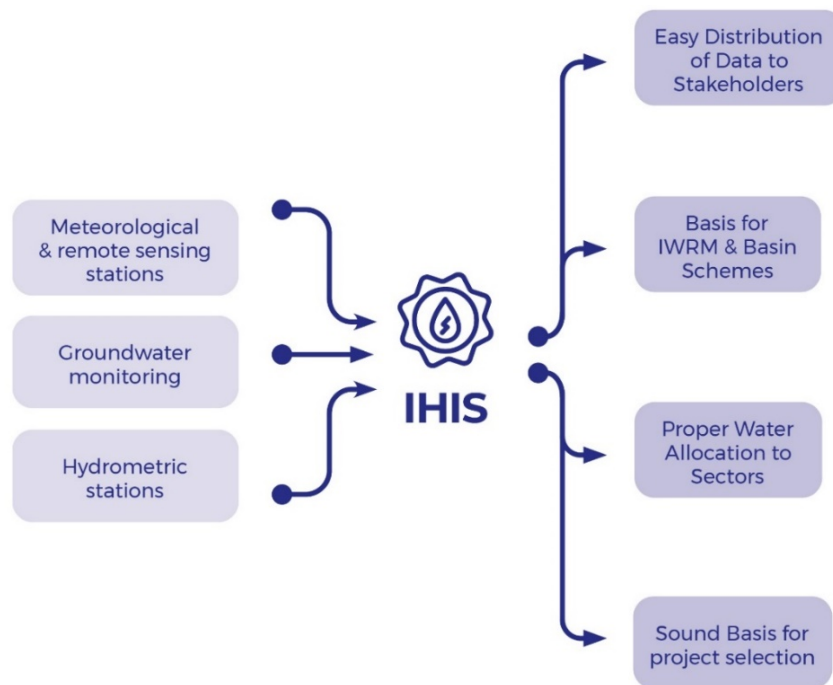 Meteorological
& remote sensing
stations
Groundwater
monitoring
Hydrometric
stations
IHIS
Easy Distribution
of Data to
Stakeholders
Basis for
IWRM & Basin
Schemes
Proper Water
Allocation to
Sectors
Sound Basis for
project selection